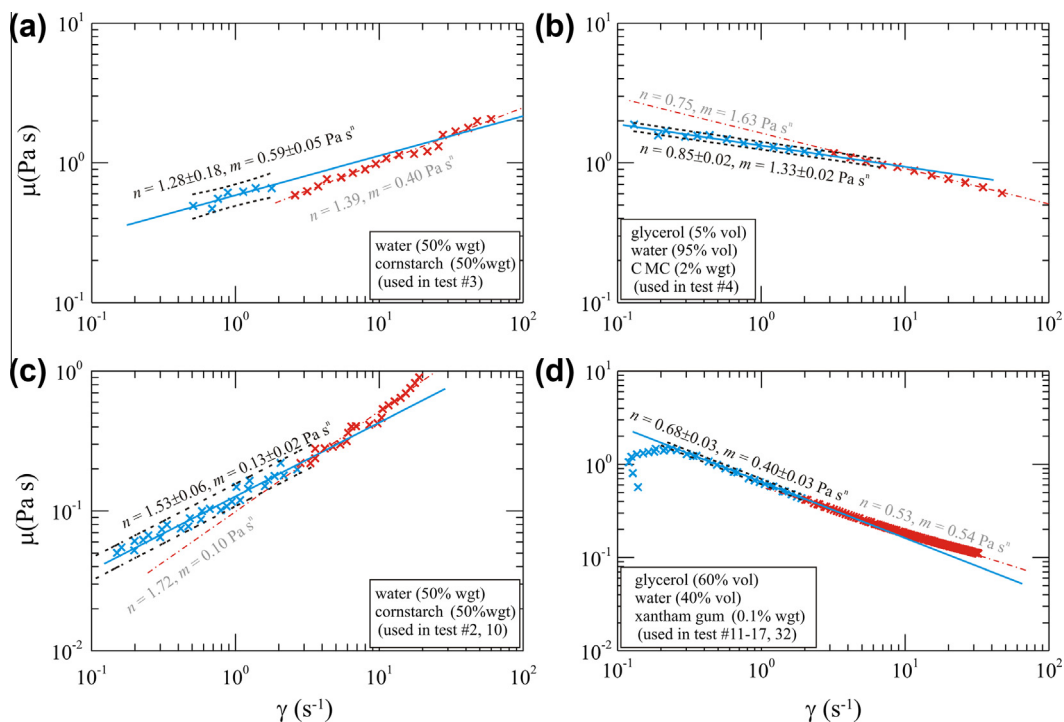 (a)
μ(Pa s)
10¹
10⁰
10⁻¹
n = 1.28±0.18, m = 0.59±0.05 Pa sⁿ
n = 1.39, m = 0.40 Pa sⁿ
water (50% wgt)
cornstarch (50%wgt)
(used in test #3)
10⁻¹ 10⁰ 10¹ 10²
(b)
10¹
10⁰
10⁻¹
n = 0.75, m = 1.63 Pa sⁿ
n = 0.85±0.02, m = 1.33±0.02 Pa sⁿ
glycerol (5% vol)
water (95% vol)
C MC (2% wgt)
(used in test #4)
10⁻¹ 10⁰ 10¹ 10²
(c)
μ(Pa s)
10⁰
10⁻¹
10⁻²
n = 1.53±0.06, m = 0.13±0.02 Pa sⁿ
n = 1.72, m = 0.10 Pa sⁿ
water (50% wgt)
cornstarch (50%wgt)
(used in test #2, 10)
10⁻¹ 10⁰ 10¹ 10²
γ (s⁻¹)
(d)
10¹
10⁰
10⁻¹
10⁻²
n = 0.68±0.03, m = 0.40±0.03 Pa sⁿ
n = 0.53, m = 0.54 Pa sⁿ
glycerol (60% vol)
water (40% vol)
xantham gum (0.1% wgt)
(used in test #11-17, 32)
10⁻¹ 10⁰ 10¹ 10²
γ (s⁻¹)